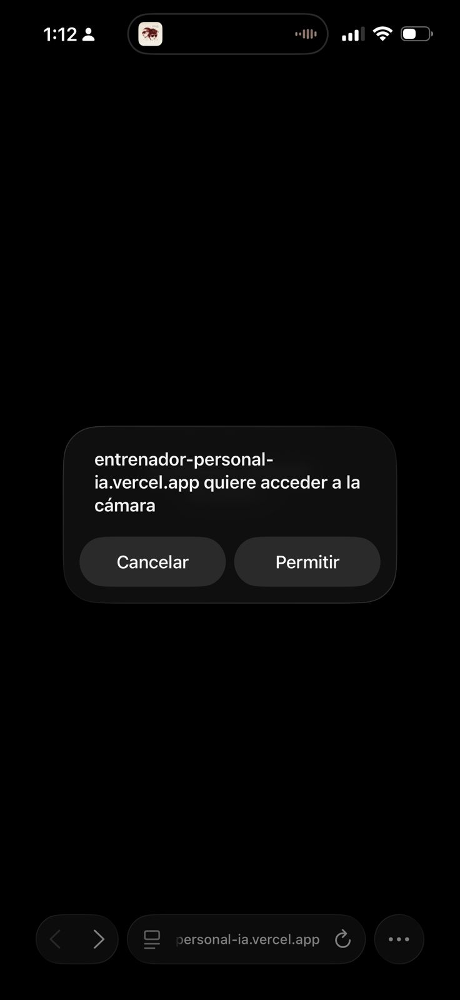 1:12
entrenador-personal-
ia.vercel.app quiere acceder a la
cámara
Cancelar
Permitir
personal-ia.vercel.app